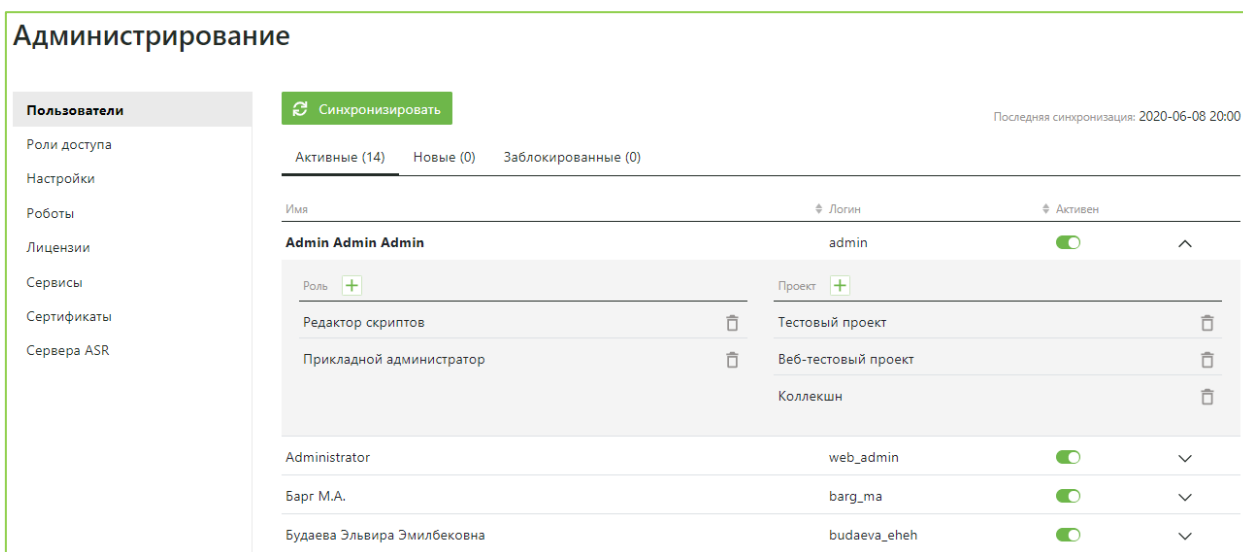 Администрирование
Пользователи
Роли доступа
Настройки
Роботы
Лицензии
Сервисы
Сертификаты
Сервера ASR
Синхронизировать
Последняя синхронизация: 2020-06-08 20:00
Активные (14) Новые (0) Заблокированные (0)
Имя Логин Активен
Admin Admin Admin admin
Роль Проект
Редактор скриптов Тестовый проект
Прикладной администратор Веб-тестовый проект
Коллекшн
Administrator web_admin
Барг М.А. barg_ma
Будаева Эльвира Эмилбековна budaeva_eheh